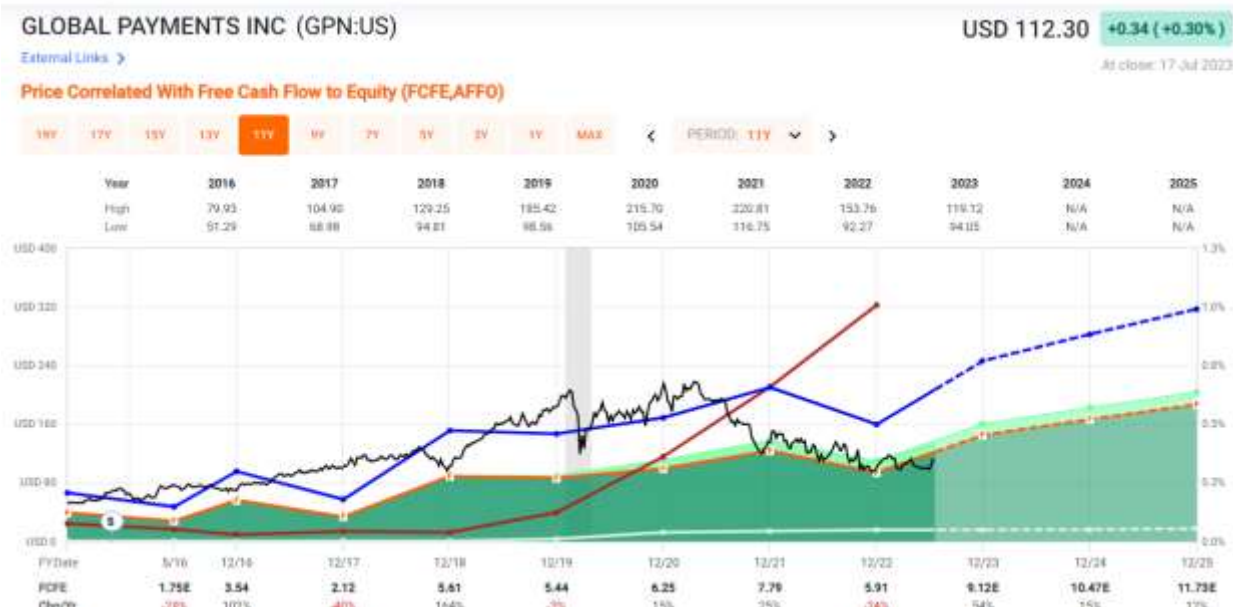 GLOBAL PAYMENTS INC (GPN:US)
USD 112.30 +0.34 ( +0.30% )
External Links >
At close: 17 Jul 2023
Price Correlated With Free Cash Flow to Equity (FCFE,AFFO)
19Y 17Y 15Y 13Y 11Y 9Y 7Y 5Y 3Y 1Y MAX < PERIOD: 11Y >
Year 2016 2017 2018 2019 2020 2021 2022 2023 2024 2025
High 79.93 104.90 129.25 185.42 215.70 220.81 153.76 119.12 N/A N/A
Low 51.29 68.88 94.81 98.56 105.54 116.75 92.27 94.05 N/A N/A
USD 400 1.3%
USD 320 1.0%
USD 240 0.8%
USD 160 0.5%
USD 80 0.3%
S
USD 0 0.0%
FYDate 5/16 12/16 12/17 12/18 12/19 12/20 12/21 12/22 12/23 12/24 12/25
FCFE 1.75E 3.54 2.12 5.61 5.44 6.25 7.79 5.91 9.12E 10.47E 11.73E
Chg/Yr 102% -40% 164% -3% 15% 25% -24% 54% 15% 12%